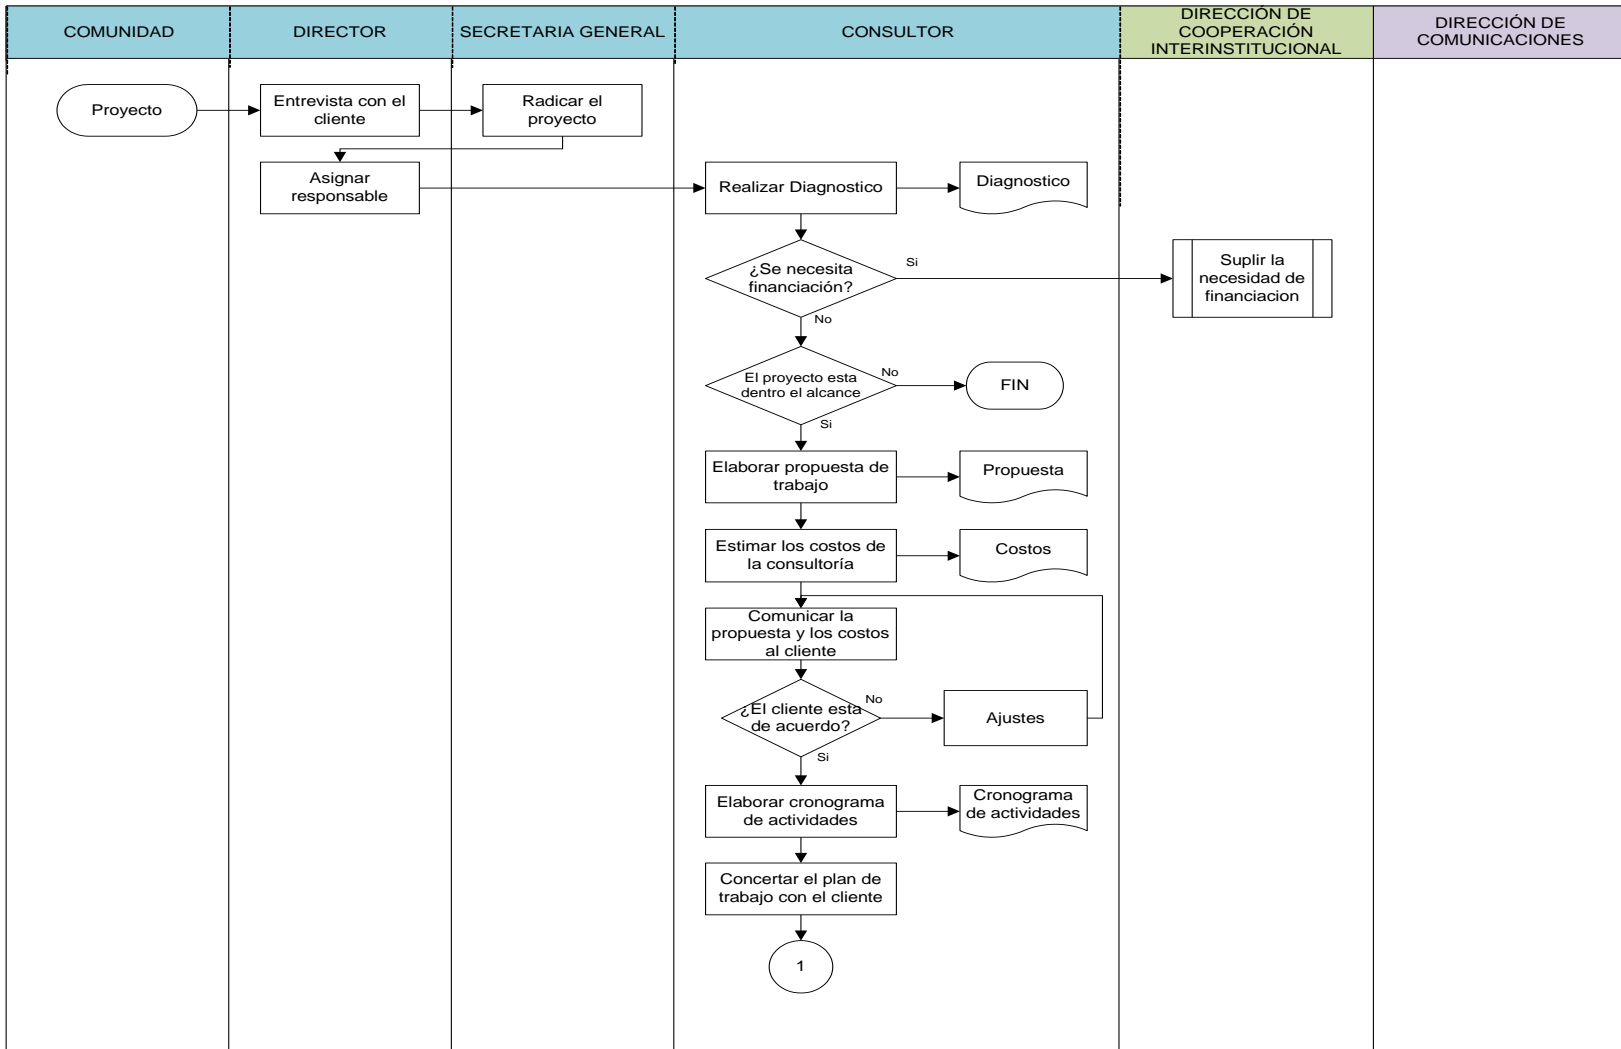 COMUNIDAD
DIRECTOR
SECRETARIA GENERAL
CONSULTOR
DIRECCIÓN DE
COOPERACIÓN
INTERINSTITUCIONAL
DIRECCIÓN DE
COMUNICACIONES
Proyecto
Entrevista con el
cliente
Radicar el
proyecto
Asignar
responsable
Realizar Diagnostico
Diagnostico
¿Se necesita
financiación?
Si
Suplir la
necesidad de
financiacion
No
El proyecto esta
dentro el alcance
No
FIN
Si
Elaborar propuesta de
trabajo
Propuesta
Estimar los costos de
la consultoría
Costos
Comunicar la
propuesta y los costos
al cliente
¿El cliente esta
de acuerdo?
No
Ajustes
Si
Elaborar cronograma
de actividades
Cronograma
de actividades
Concertar el plan de
trabajo con el cliente
1